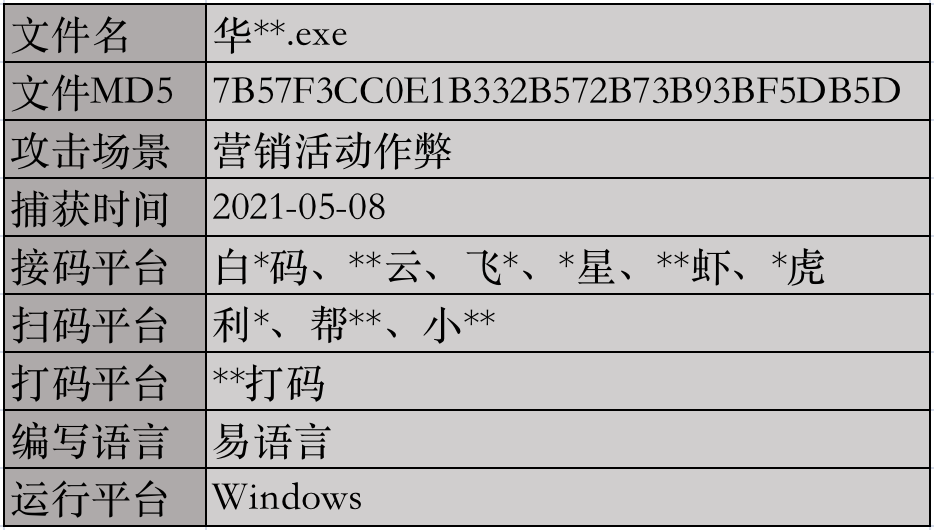 文件名 华**.exe
文件MD5 7B57F3CC0E1B332B572B73B93BF5DB5D
攻击场景 营销活动作弊
捕获时间 2021-05-08
接码平台 白*码、**云、飞*、*星、**虾、*虎
扫码平台 利*、帮**、小**
打码平台 **打码
编写语言 易语言
运行平台 Windows